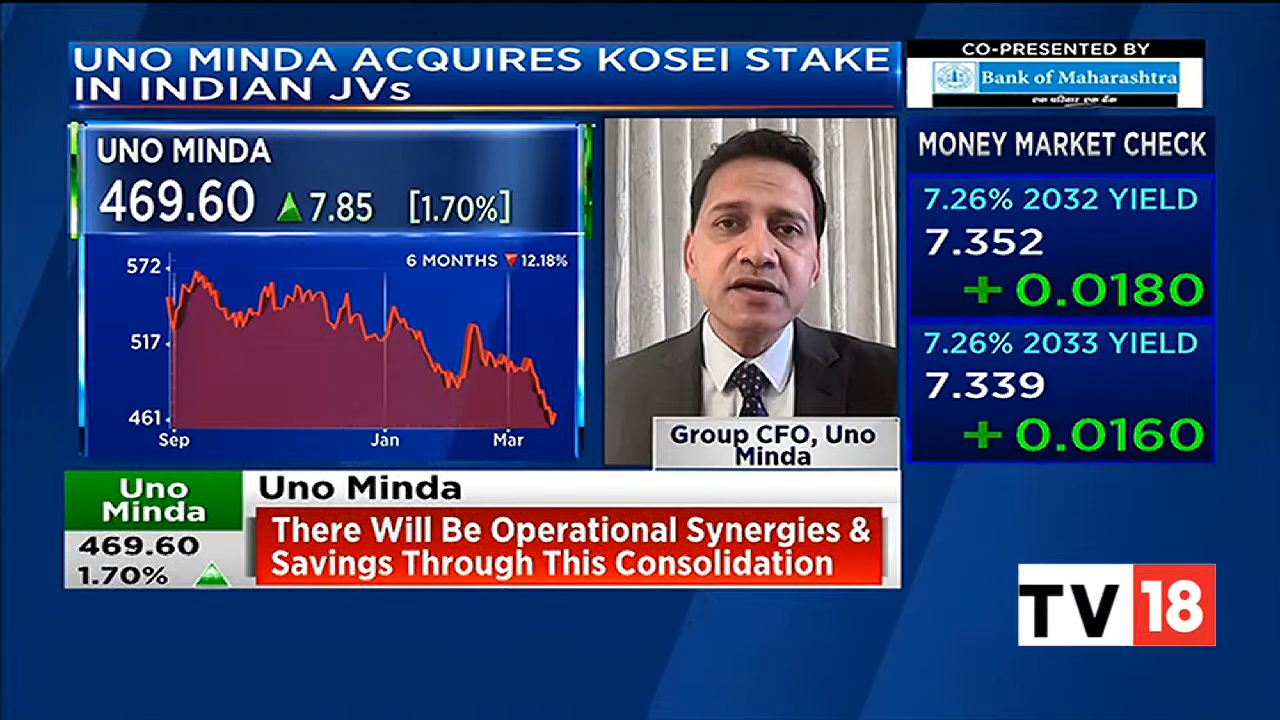 UNO MINDA ACQUIRES KOSEI STAKE
IN INDIAN JVs
CO-PRESENTED BY
Bank of Maharashtra
एक परिवार एक बैंक
UNO MINDA
469.60 ▲ 7.85 [1.70%]
6 MONTHS ▼ 12.18%
572
517
461
Sep Jan Mar
Group CFO, Uno
Minda
MONEY MARKET CHECK
7.26% 2032 YIELD
7.352
+ 0.0180
7.26% 2033 YIELD
7.339
+ 0.0160
Uno
Minda
469.60
1.70% ▲
Uno Minda
There Will Be Operational Synergies &
Savings Through This Consolidation
TV18